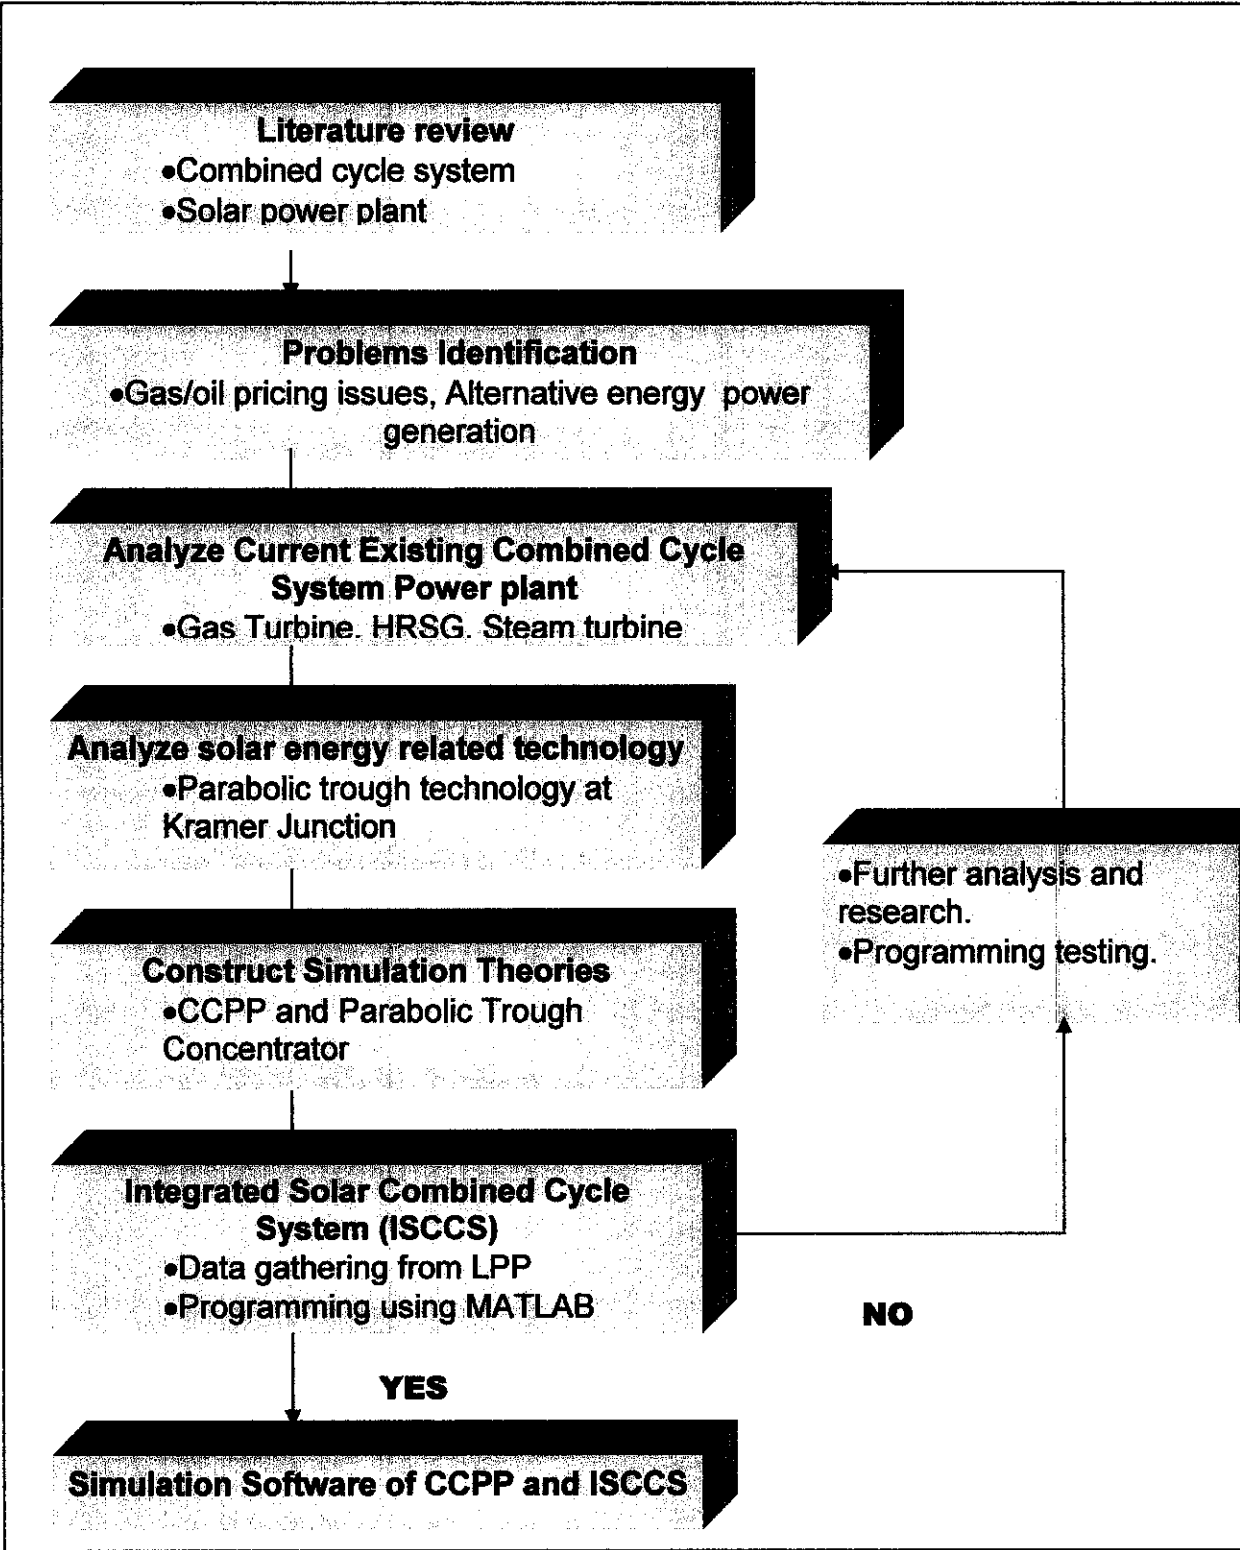 Literature review
•Combined cycle system
•Solar power plant
Problems Identification
•Gas/oil pricing issues, Alternative energy power
generation
Analyze Current Existing Combined Cycle
System Power plant
•Gas Turbine. HRSG. Steam turbine
Analyze solar energy related technology
•Parabolic trough technology at
Kramer Junction
•Further analysis and
research.
•Programming testing.
Construct Simulation Theories
•CCPP and Parabolic Trough
Concentrator
Integrated Solar Combined Cycle
System (ISCCS)
•Data gathering from LPP
•Programming using MATLAB
NO
YES
Simulation Software of CCPP and ISCCS